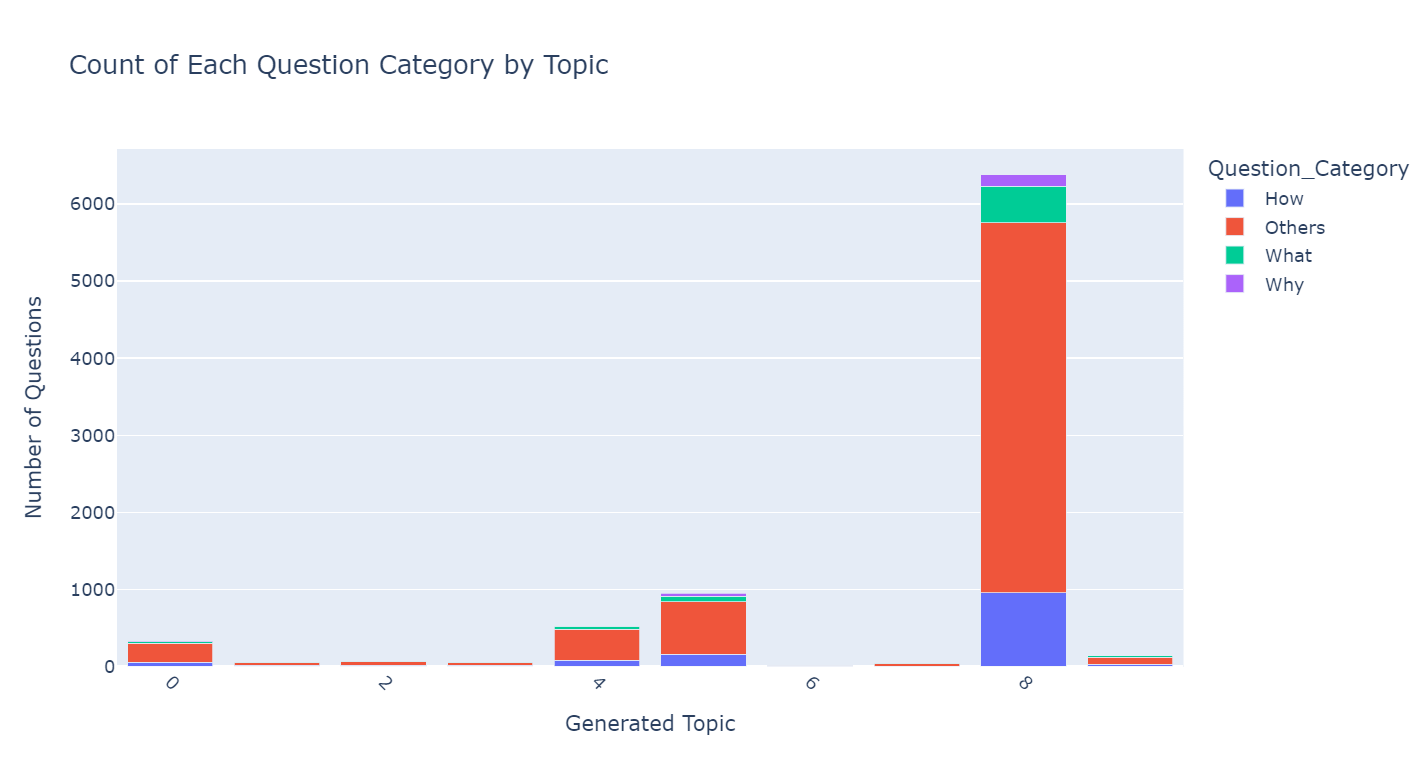 Count of Each Question Category by Topic
Question_Category
How
Others
What
Why
6000
5000
4000
3000
2000
1000
0
Number of Questions
0 2 4 6 8
Generated Topic